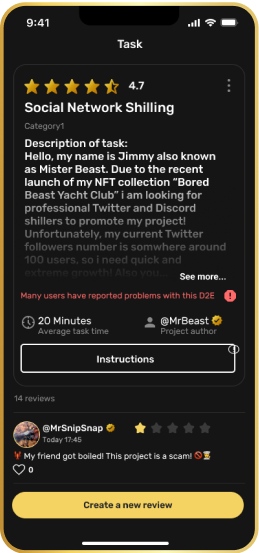 9:41
Task
4.7
Social Network Shilling
Category1
Description of task:
Hello, my name is Jimmy also known
as Mister Beast. Due to the recent
launch of my NFT collection “Bored
Beast Yacht Club” i am looking for
professional Twitter and Discord
shillers to promote my project!
Unfortunately, my current Twitter
followers number is somwhere around
100 users, so i need quick and
extreme growth! Also you...
See more...
Many users have reported problems with this D2E
20 Minutes
Average task time
@MrBeast
Project author
Instructions
14 reviews
@MrSnipSnap
Today 17:45
🦞 My friend got boiled! This project is a scam! 🚫👨‍🍳
0
Create a new review